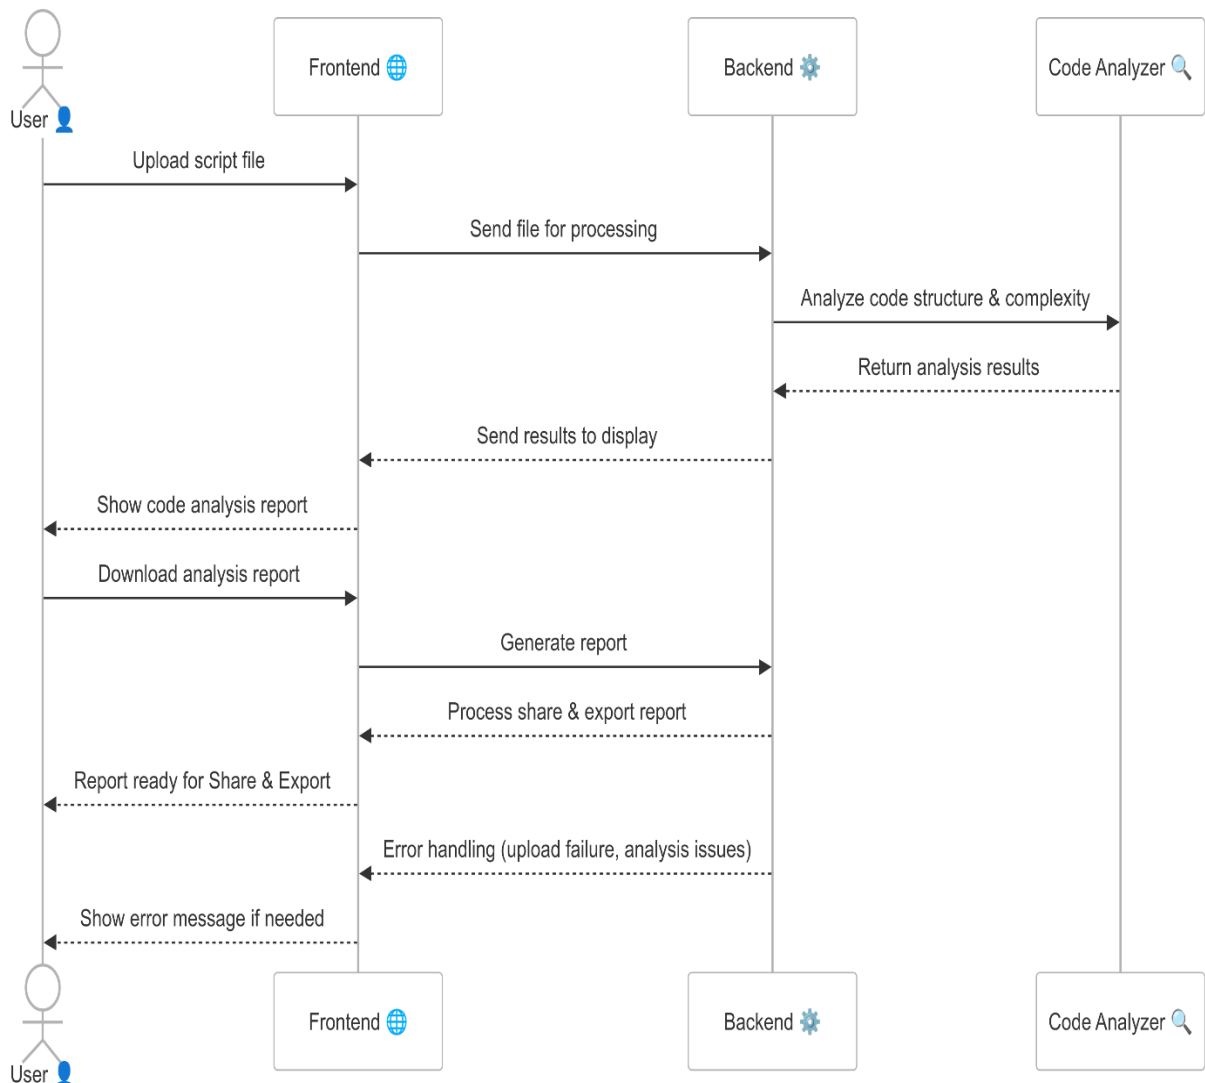 User 👤
Frontend 🌐
Backend ⚙️
Code Analyzer 🔍
Upload script file
Send file for processing
Analyze code structure & complexity
Return analysis results
Send results to display
Show code analysis report
Download analysis report
Generate report
Process share & export report
Report ready for Share & Export
Error handling (upload failure, analysis issues)
Show error message if needed
User 👤
Frontend 🌐
Backend ⚙️
Code Analyzer 🔍